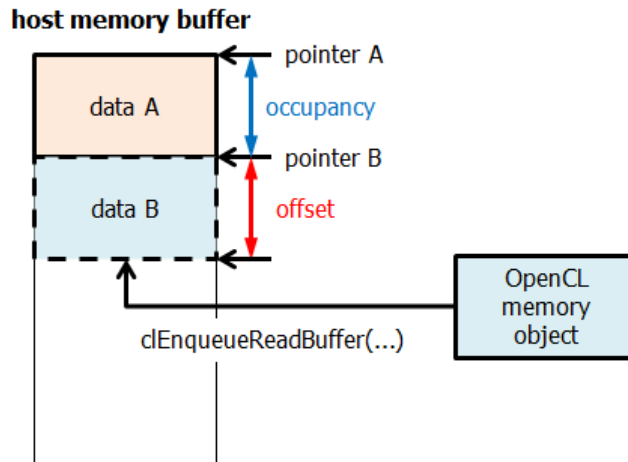 host memory buffer
pointer A
data A
occupancy
pointer B
data B
offset
OpenCL
memory
object
clEnqueueReadBuffer(...)